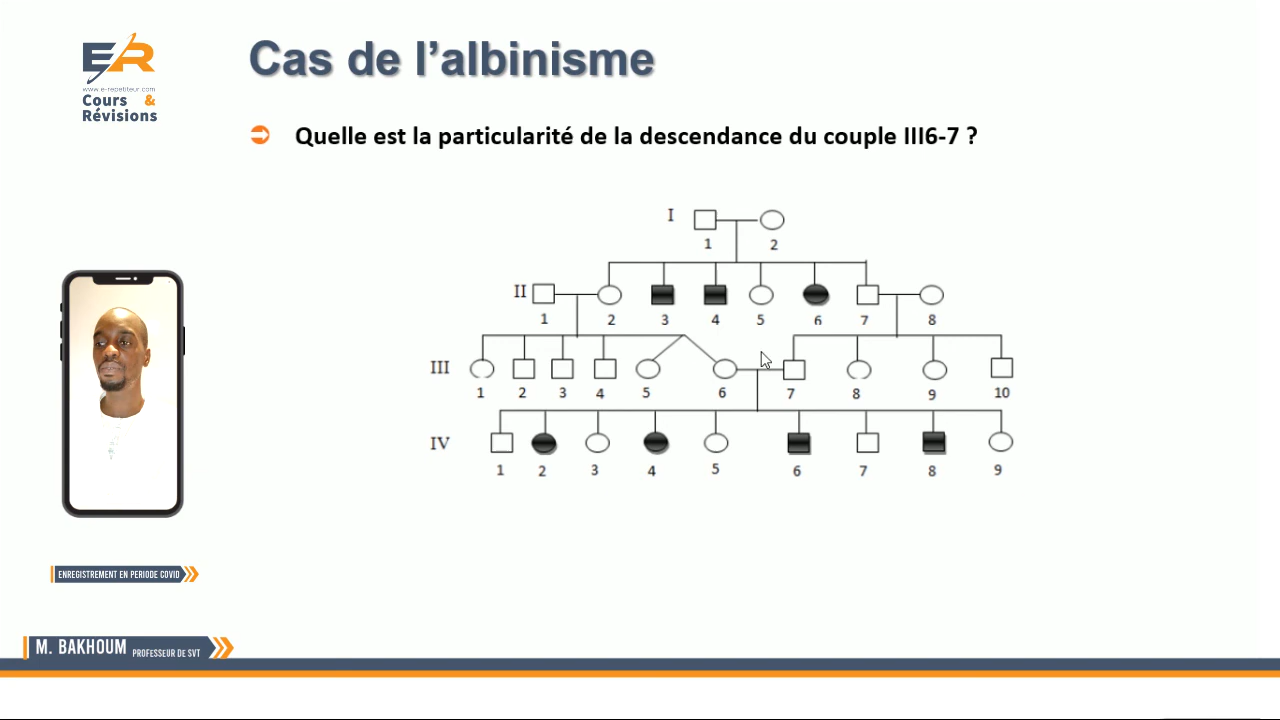 ER
www.e-repetiteur.com
Cours &
Révisions
Cas de l'albinisme
Quelle est la particularité de la descendance du couple III6-7 ?
I
1 2
II
1 2 3 4 5 6 7 8
III
1 2 3 4 5 6 7 8 9 10
IV
1 2 3 4 5 6 7 8 9
ENREGISTREMENT EN PERIODE COVID
M. BAKHOUM PROFESSEUR DE SVT